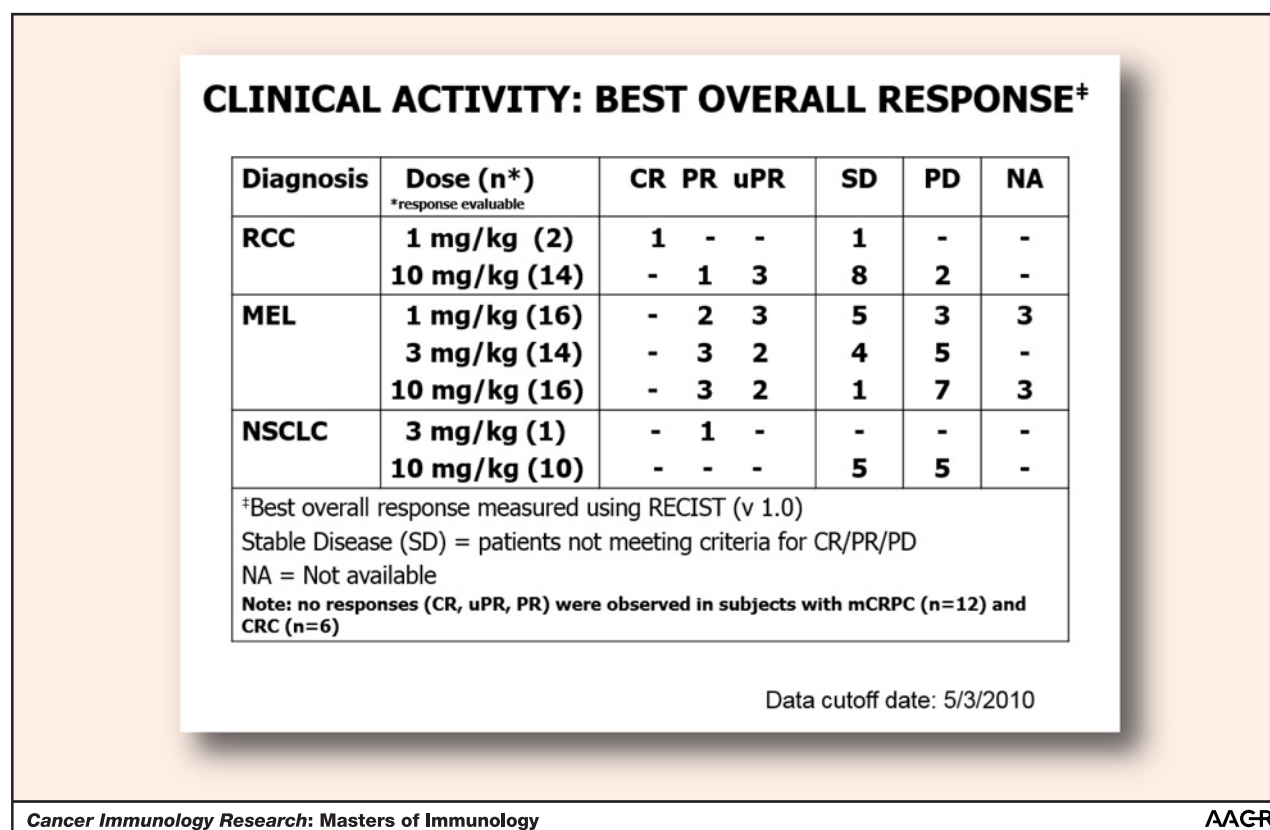 CLINICAL ACTIVITY: BEST OVERALL RESPONSE‡
Diagnosis Dose (n*) CR PR uPR SD PD NA
*response evaluable
RCC 1 mg/kg (2) 1 - - 1 - -
10 mg/kg (14) - 1 3 8 2 -
MEL 1 mg/kg (16) - 2 3 5 3 3
3 mg/kg (14) - 3 2 4 5 -
10 mg/kg (16) - 3 2 1 7 3
NSCLC 3 mg/kg (1) - 1 - - - -
10 mg/kg (10) - - - 5 5 -
‡Best overall response measured using RECIST (v 1.0)
Stable Disease (SD) = patients not meeting criteria for CR/PR/PD
NA = Not available
Note: no responses (CR, uPR, PR) were observed in subjects with mCRPC (n=12) and
CRC (n=6)
Data cutoff date: 5/3/2010
Cancer Immunology Research: Masters of Immunology AACR